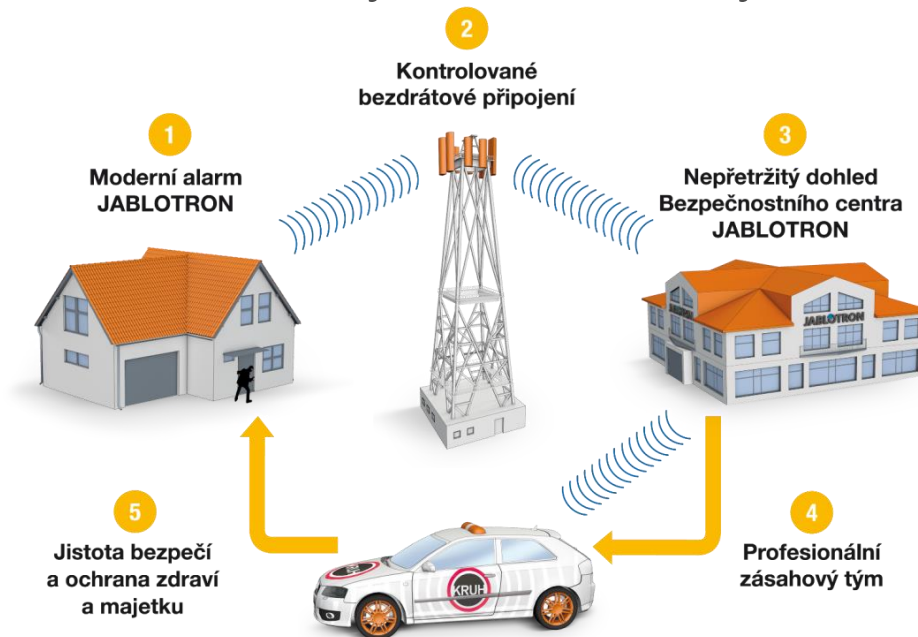 2
Kontrolované
bezdrátové připojení
1
Moderní alarm
JABLOTRON
3
Nepřetržitý dohled
Bezpečnostního centra
JABLOTRON
JABLOTRON
5
Jistota bezpečí
a ochrana zdraví
a majetku
KRUH
KRUH
4
Profesionální
zásahový tým